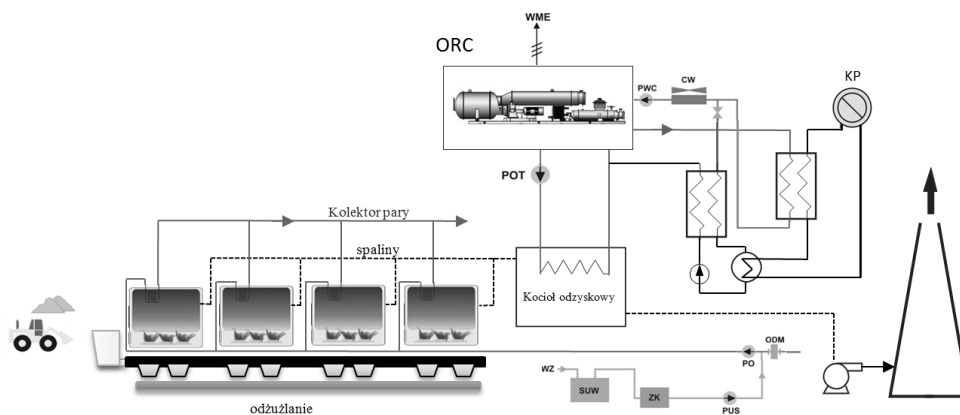 WME
ORC
KP
CW
PWC
POT
Kolektor pary
spaliny
Kocioł odzyskowy
ODM
PO
WZ
SUW
ZK
PUS
odżużlanie